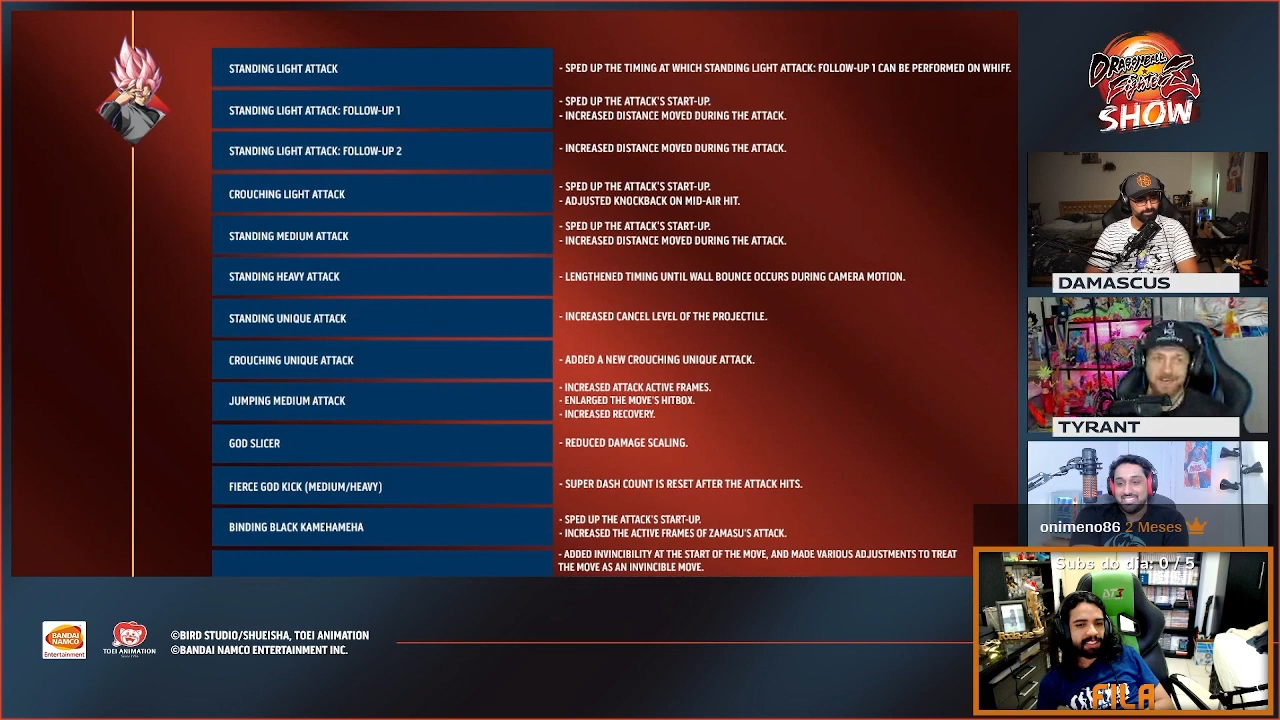 STANDING LIGHT ATTACK
- SPED UP THE TIMING AT WHICH STANDING LIGHT ATTACK: FOLLOW-UP 1 CAN BE PERFORMED ON WHIFF.
STANDING LIGHT ATTACK: FOLLOW-UP 1
- SPED UP THE ATTACK'S START-UP.
- INCREASED DISTANCE MOVED DURING THE ATTACK.
STANDING LIGHT ATTACK: FOLLOW-UP 2
- INCREASED DISTANCE MOVED DURING THE ATTACK.
CROUCHING LIGHT ATTACK
- SPED UP THE ATTACK'S START-UP.
- ADJUSTED KNOCKBACK ON MID-AIR HIT.
STANDING MEDIUM ATTACK
- SPED UP THE ATTACK'S START-UP.
- INCREASED DISTANCE MOVED DURING THE ATTACK.
STANDING HEAVY ATTACK
- LENGTHENED TIMING UNTIL WALL BOUNCE OCCURS DURING CAMERA MOTION.
STANDING UNIQUE ATTACK
- INCREASED CANCEL LEVEL OF THE PROJECTILE.
CROUCHING UNIQUE ATTACK
- ADDED A NEW CROUCHING UNIQUE ATTACK.
JUMPING MEDIUM ATTACK
- INCREASED ATTACK ACTIVE FRAMES.
- ENLARGED THE MOVE'S HITBOX.
- INCREASED RECOVERY.
GOD SLICER
- REDUCED DAMAGE SCALING.
FIERCE GOD KICK (MEDIUM/HEAVY)
- SUPER DASH COUNT IS RESET AFTER THE ATTACK HITS.
BINDING BLACK KAMEHAMEHA
- SPED UP THE ATTACK'S START-UP.
- INCREASED THE ACTIVE FRAMES OF ZAMASU'S ATTACK.
- ADDED INVINCIBILITY AT THE START OF THE MOVE, AND MADE VARIOUS ADJUSTMENTS TO TREAT
THE MOVE AS AN INVINCIBLE MOVE.
DRAGONBALL
FighterZ
SHOW
DAMASCUS
TYRANT
onimeno86 2 Meses
Subs do dia: 0 / 5
FILA
BANDAI
NAMCO
Entertainment
TOEI ANIMATION
©BIRD STUDIO/SHUEISHA, TOEI ANIMATION
©BANDAI NAMCO ENTERTAINMENT INC.